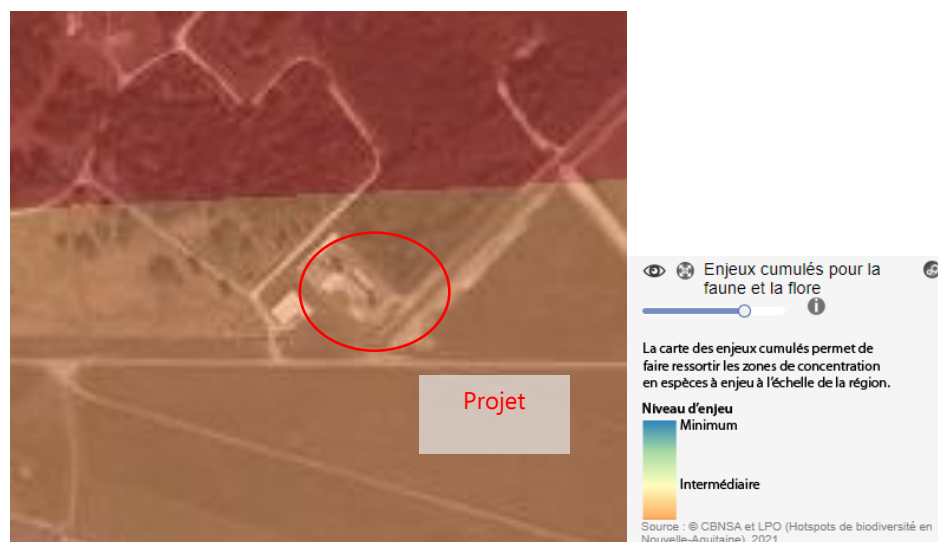 Projet
Enjeux cumulés pour la
faune et la flore
La carte des enjeux cumulés permet de
faire ressortir les zones de concentration
en espèces à enjeu à l'échelle de la région.
Niveau d'enjeu
Minimum
Intermédiaire
Source : © CBNSA et LPO (Hotspots de biodiversité en
Nouvelle-Aquitaine), 2021